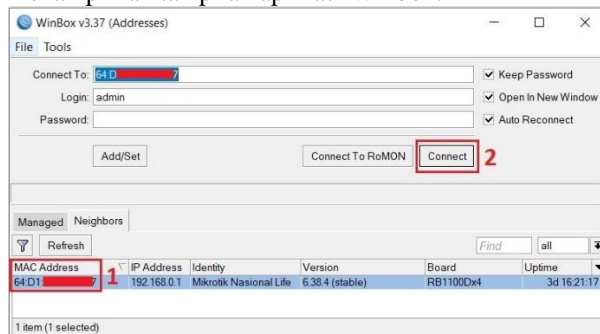 WinBox v3.37 (Addresses)
File Tools
Connect To: 64:D 7
Keep Password
Login: admin
Open In New Window
Password:
Auto Reconnect
Add/Set
Connect To RoMON
Connect
2
Managed
Neighbors
Refresh
Find
all
MAC Address
IP Address
Identity
Version
Board
Uptime
1
64:D1: 7
192.168.0.1
Mikrotik Nasional Life
6.38.4 (stable)
RB1100Dx4
3d 16:21:17
1 item (1 selected)